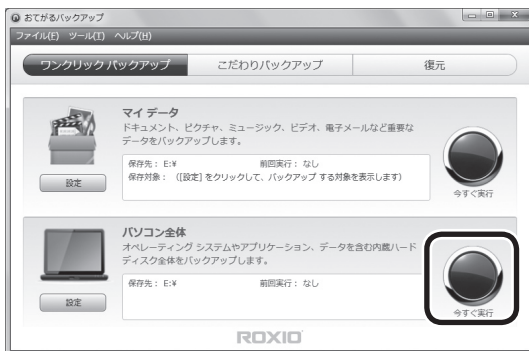 おてがるバックアップ
ファイル(F) ツール(T) ヘルプ(H)
ワンクリック バックアップ こだわりバックアップ 復元
マイ データ
ドキュメント、ピクチャ、ミュージック、ビデオ、電子メールなど重要な
データをバックアップします。
保存先： E:¥ 前回実行： なし
保存対象： （[設定] をクリックして、バックアップ する対象を表示します）
設定
今すぐ実行
パソコン全体
オペレーティング システムやアプリケーション、データを含む内蔵ハード
ディスク全体をバックアップします。
保存先： E:¥ 前回実行： なし
設定
今すぐ実行
ROXIO